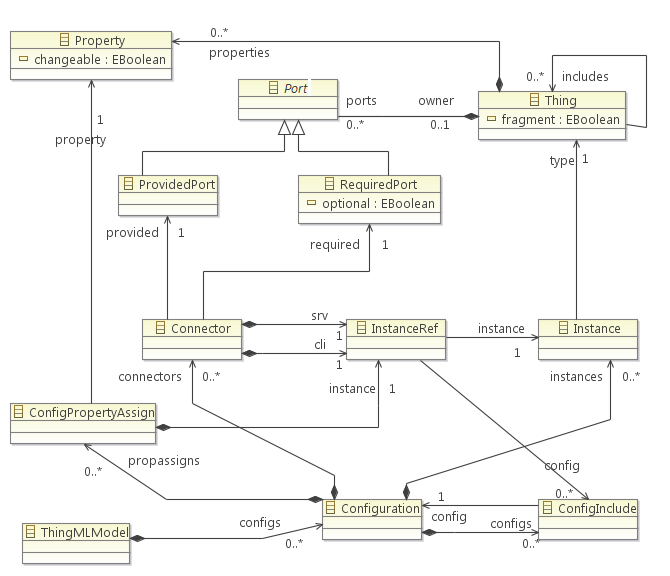 0..*
Property
properties
changeable : EBoolean
0..*
includes
Port
ports
owner
Thing
1
0..*
0..1
fragment : EBoolean
property
type
1
ProvidedPort
RequiredPort
optional : EBoolean
provided
1
required
1
srv
Connector
1
InstanceRef
instance
Instance
cli
1
1
connectors
0..*
instance
1
instances
0..*
ConfigPropertyAssign
propassigns
config
0..*
1
0..*
Configuration
config
ConfigInclude
configs
configs
ThingMLModel
0..*
0..*